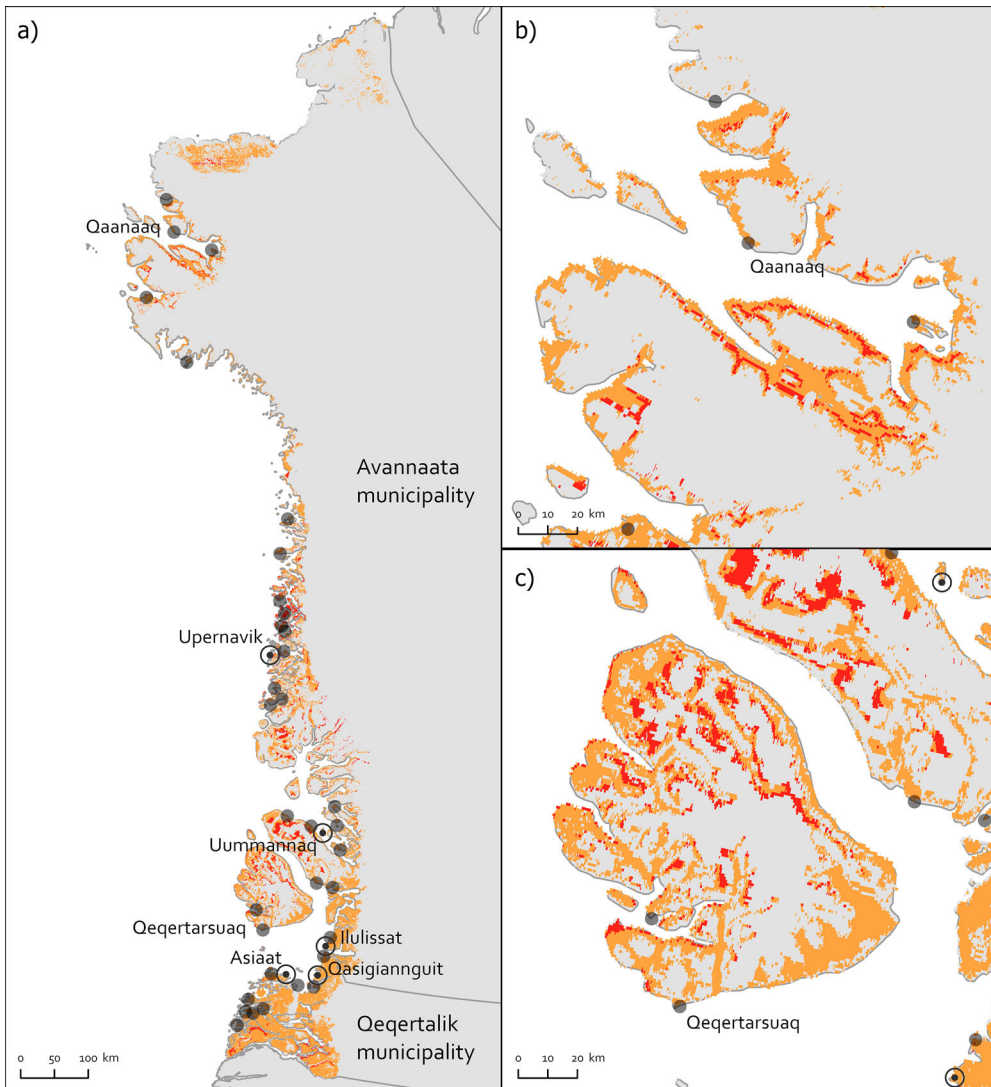 a)
Qaanaaq
Avannaata
municipality
Upernavik
Uummannaq
Qeqertarsuaq
Ilulissat
Asiaat
Qasigiannguit
Qeqertalik
municipality
0 50 100 km
b)
Qaanaaq
0 10 20 km
c)
Qeqertarsuaq
0 10 20 km